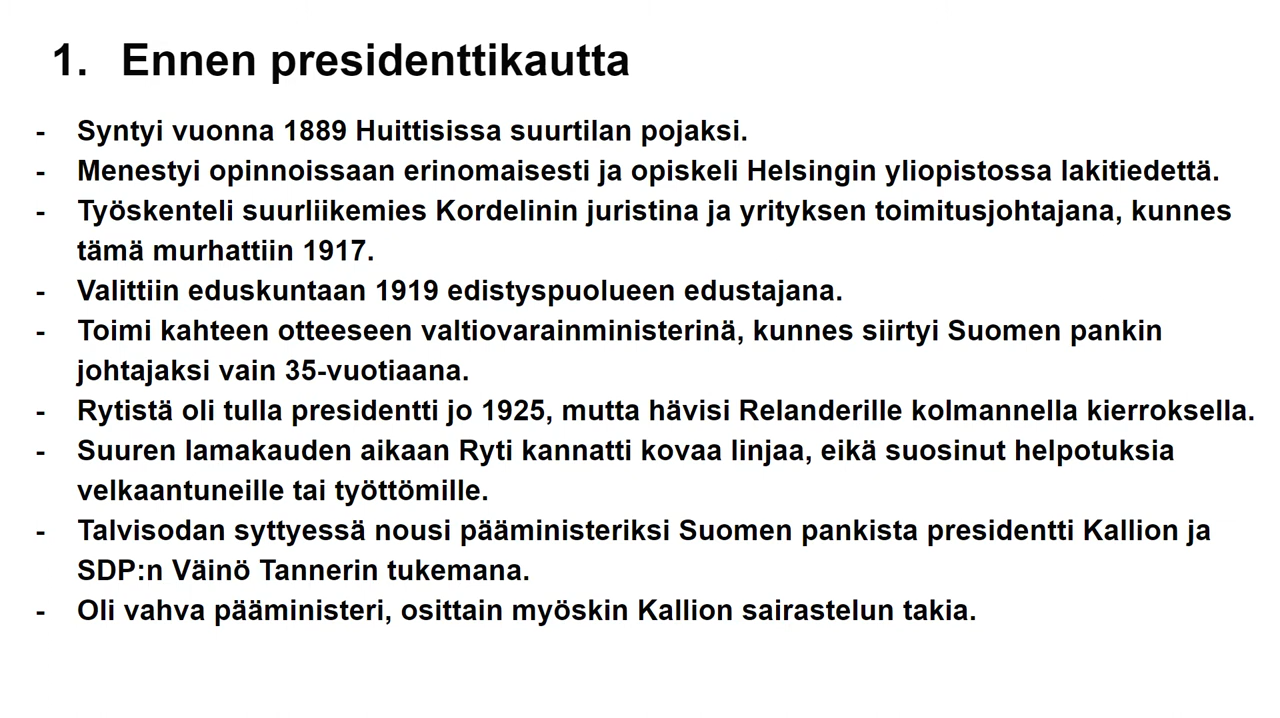 1. Ennen presidenttikautta
- Syntyi vuonna 1889 Huittisissa suurtilan pojaksi.
- Menestyi opinnoissaan erinomaisesti ja opiskeli Helsingin yliopistossa lakitiedettä.
- Työskenteli suurliikemies Kordelinin juristina ja yrityksen toimitusjohtajana, kunnes
tämä murhattiin 1917.
- Valittiin eduskuntaan 1919 edistyspuolueen edustajana.
- Toimi kahteen otteeseen valtiovarainministerinä, kunnes siirtyi Suomen pankin
johtajaksi vain 35-vuotiaana.
- Rytistä oli tulla presidentti jo 1925, mutta hävisi Relanderille kolmannella kierroksella.
- Suuren lamakauden aikaan Ryti kannatti kovaa linjaa, eikä suosinut helpotuksia
velkaantuneille tai työttömille.
- Talvisodan syttyessä nousi pääministeriksi Suomen pankista presidentti Kallion ja
SDP:n Väinö Tannerin tukemana.
- Oli vahva pääministeri, osittain myöskin Kallion sairastelun takia.